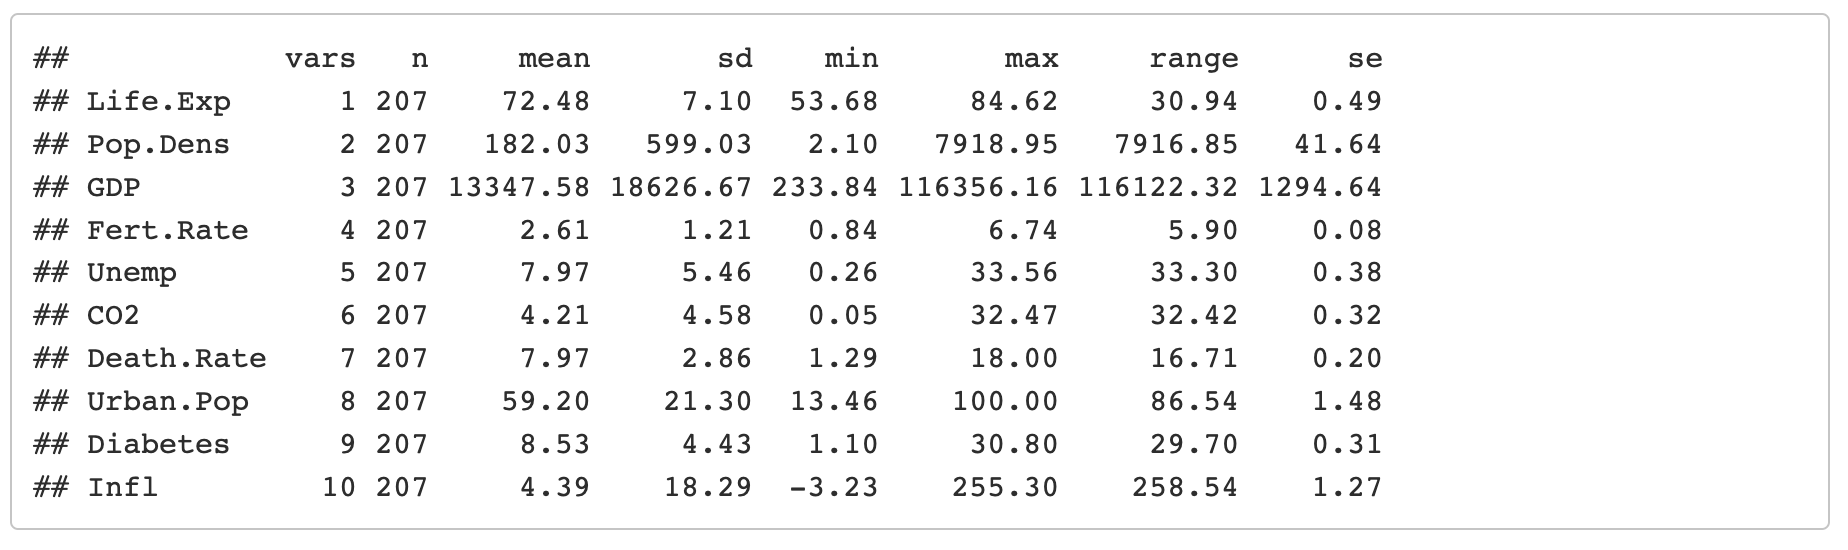 ##            vars   n     mean       sd    min       max     range      se
## Life.Exp      1 207    72.48     7.10  53.68     84.62     30.94    0.49
## Pop.Dens      2 207   182.03   599.03   2.10   7918.95   7916.85   41.64
## GDP           3 207 13347.58 18626.67 233.84 116356.16 116122.32 1294.64
## Fert.Rate     4 207     2.61     1.21   0.84      6.74      5.90    0.08
## Unemp         5 207     7.97     5.46   0.26     33.56     33.30    0.38
## CO2           6 207     4.21     4.58   0.05     32.47     32.42    0.32
## Death.Rate    7 207     7.97     2.86   1.29     18.00     16.71    0.20
## Urban.Pop     8 207    59.20    21.30  13.46    100.00     86.54    1.48
## Diabetes      9 207     8.53     4.43   1.10     30.80     29.70    0.31
## Infl         10 207     4.39    18.29  -3.23    255.30    258.54    1.27